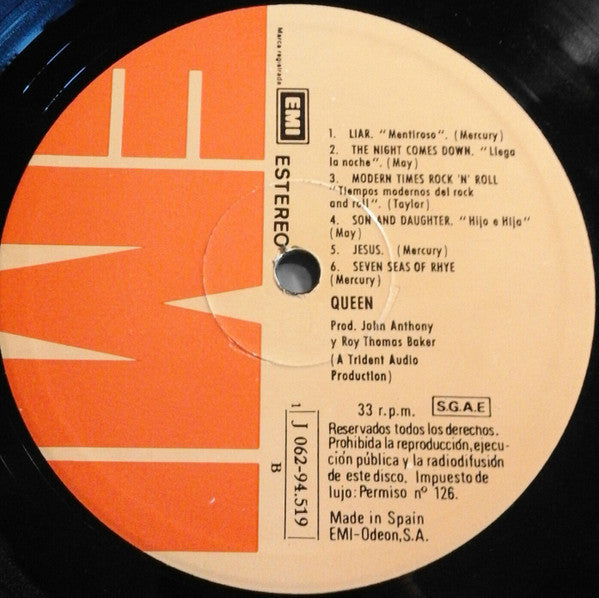 EMI
Marca registrada
EMI
ESTEREO
1. LIAR. "Mentiroso". (Mercury)
2. THE NIGHT COMES DOWN. "Llega
la noche". (May)
3. MODERN TIMES ROCK 'N' ROLL
"Tiempos modernos del rock
and roll". (Taylor)
4. SON AND DAUGHTER. "Hijo e Hija"
(May)
5. JESUS. (Mercury)
6. SEVEN SEAS OF RHYE
(Mercury)
QUEEN
Prod. John Anthony
y Roy Thomas Baker
(A Trident Audio
Production)
33 r.p.m. S.G.A.E
1 J 062-94.519
B
Reservados todos los derechos.
Prohibida la reproducción,ejecu-
ción pública y la radiodifusión
de este disco. Impuesto de
lujo: Permiso nº 126.
Made in Spain
EMI-Odeon,S.A.